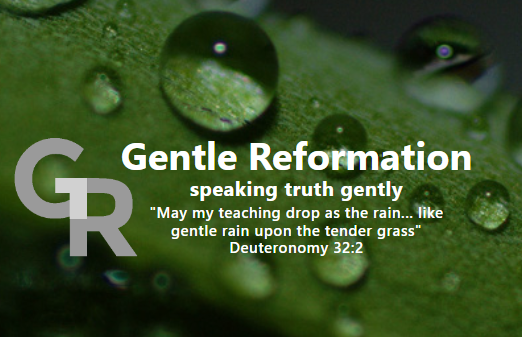 Gentle Reformation
speaking truth gently
GR
"May my teaching drop as the rain... like
gentle rain upon the tender grass"
Deuteronomy 32:2